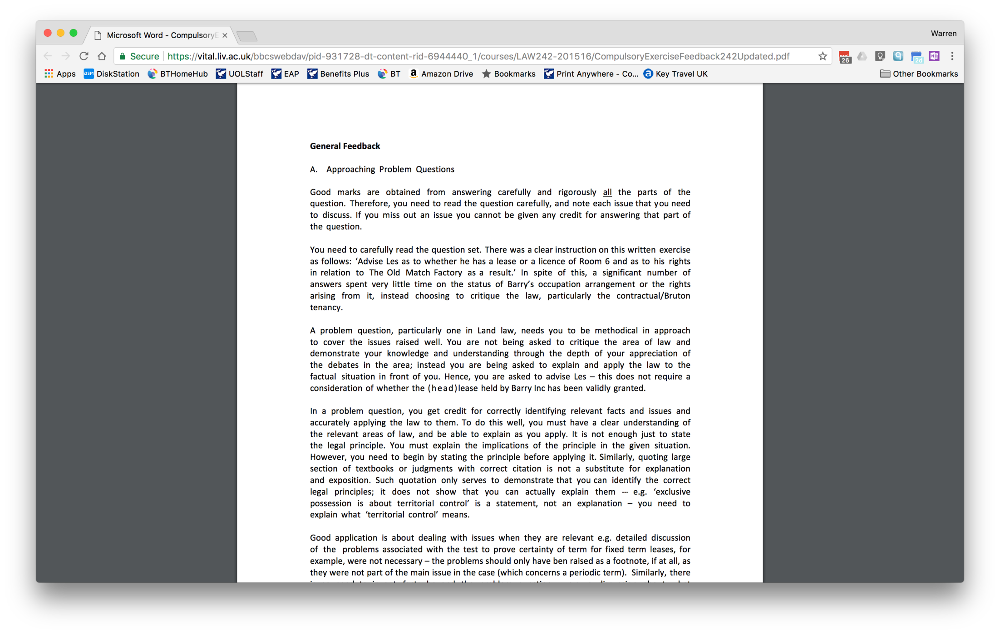 Microsoft Word - Compulsory
Warren
Secure https://vital.liv.ac.uk/bbcswebdav/pid-931728-dt-content-rid-6944440_1/courses/LAW242-201516/CompulsoryExerciseFeedback242Updated.pdf
26
2d
Apps DSM DiskStation BTHomeHub UOLStaff EAP Benefits Plus BT Amazon Drive Bookmarks Print Anywhere - Co... Key Travel UK Other Bookmarks
General Feedback
A. Approaching Problem Questions
Good marks are obtained from answering carefully and rigorously all the parts of the
question. Therefore, you need to read the question carefully, and note each issue that you need
to discuss. If you miss out an issue you cannot be given any credit for answering that part of
the question.
You need to carefully read the question set. There was a clear instruction on this written exercise
as follows: ‘Advise Les as to whether he has a lease or a licence of Room 6 and as to his rights
in relation to The Old Match Factory as a result.’ In spite of this, a significant number of
answers spent very little time on the status of Barry’s occupation arrangement or the rights
arising from it, instead choosing to critique the law, particularly the contractual/Bruton
tenancy.
A problem question, particularly one in Land law, needs you to be methodical in approach
to cover the issues raised well. You are not being asked to critique the area of law and
demonstrate your knowledge and understanding through the depth of your appreciation of
the debates in the area; instead you are being asked to explain and apply the law to the
factual situation in front of you. Hence, you are asked to advise Les – this does not require a
consideration of whether the (head)lease held by Barry Inc has been validly granted.
In a problem question, you get credit for correctly identifying relevant facts and issues and
accurately applying the law to them. To do this well, you must have a clear understanding of
the relevant areas of law, and be able to explain as you apply. It is not enough just to state
the legal principle. You must explain the implications of the principle in the given situation.
However, you need to begin by stating the principle before applying it. Similarly, quoting large
section of textbooks or judgments with correct citation is not a substitute for explanation
and exposition. Such quotation only serves to demonstrate that you can identify the correct
legal principles; it does not show that you can actually explain them --- e.g. ‘exclusive
possession is about territorial control’ is a statement, not an explanation – you need to
explain what ‘territorial control’ means.
Good application is about dealing with issues when they are relevant e.g. detailed discussion
of the problems associated with the test to prove certainty of term for fixed term leases, for
example, were not necessary – the problems should only have ben raised as a footnote, if at all, as
they were not part of the main issue in the case (which concerns a periodic term). Similarly, there